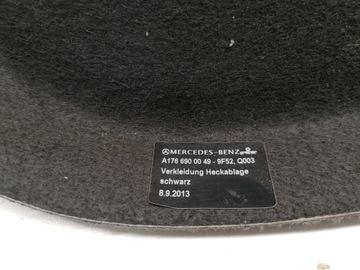 MERCEDES-BENZ
A176 690 00 49 - 9F52, Q003
Verkleidung Heckablage
schwarz
8.9.2013